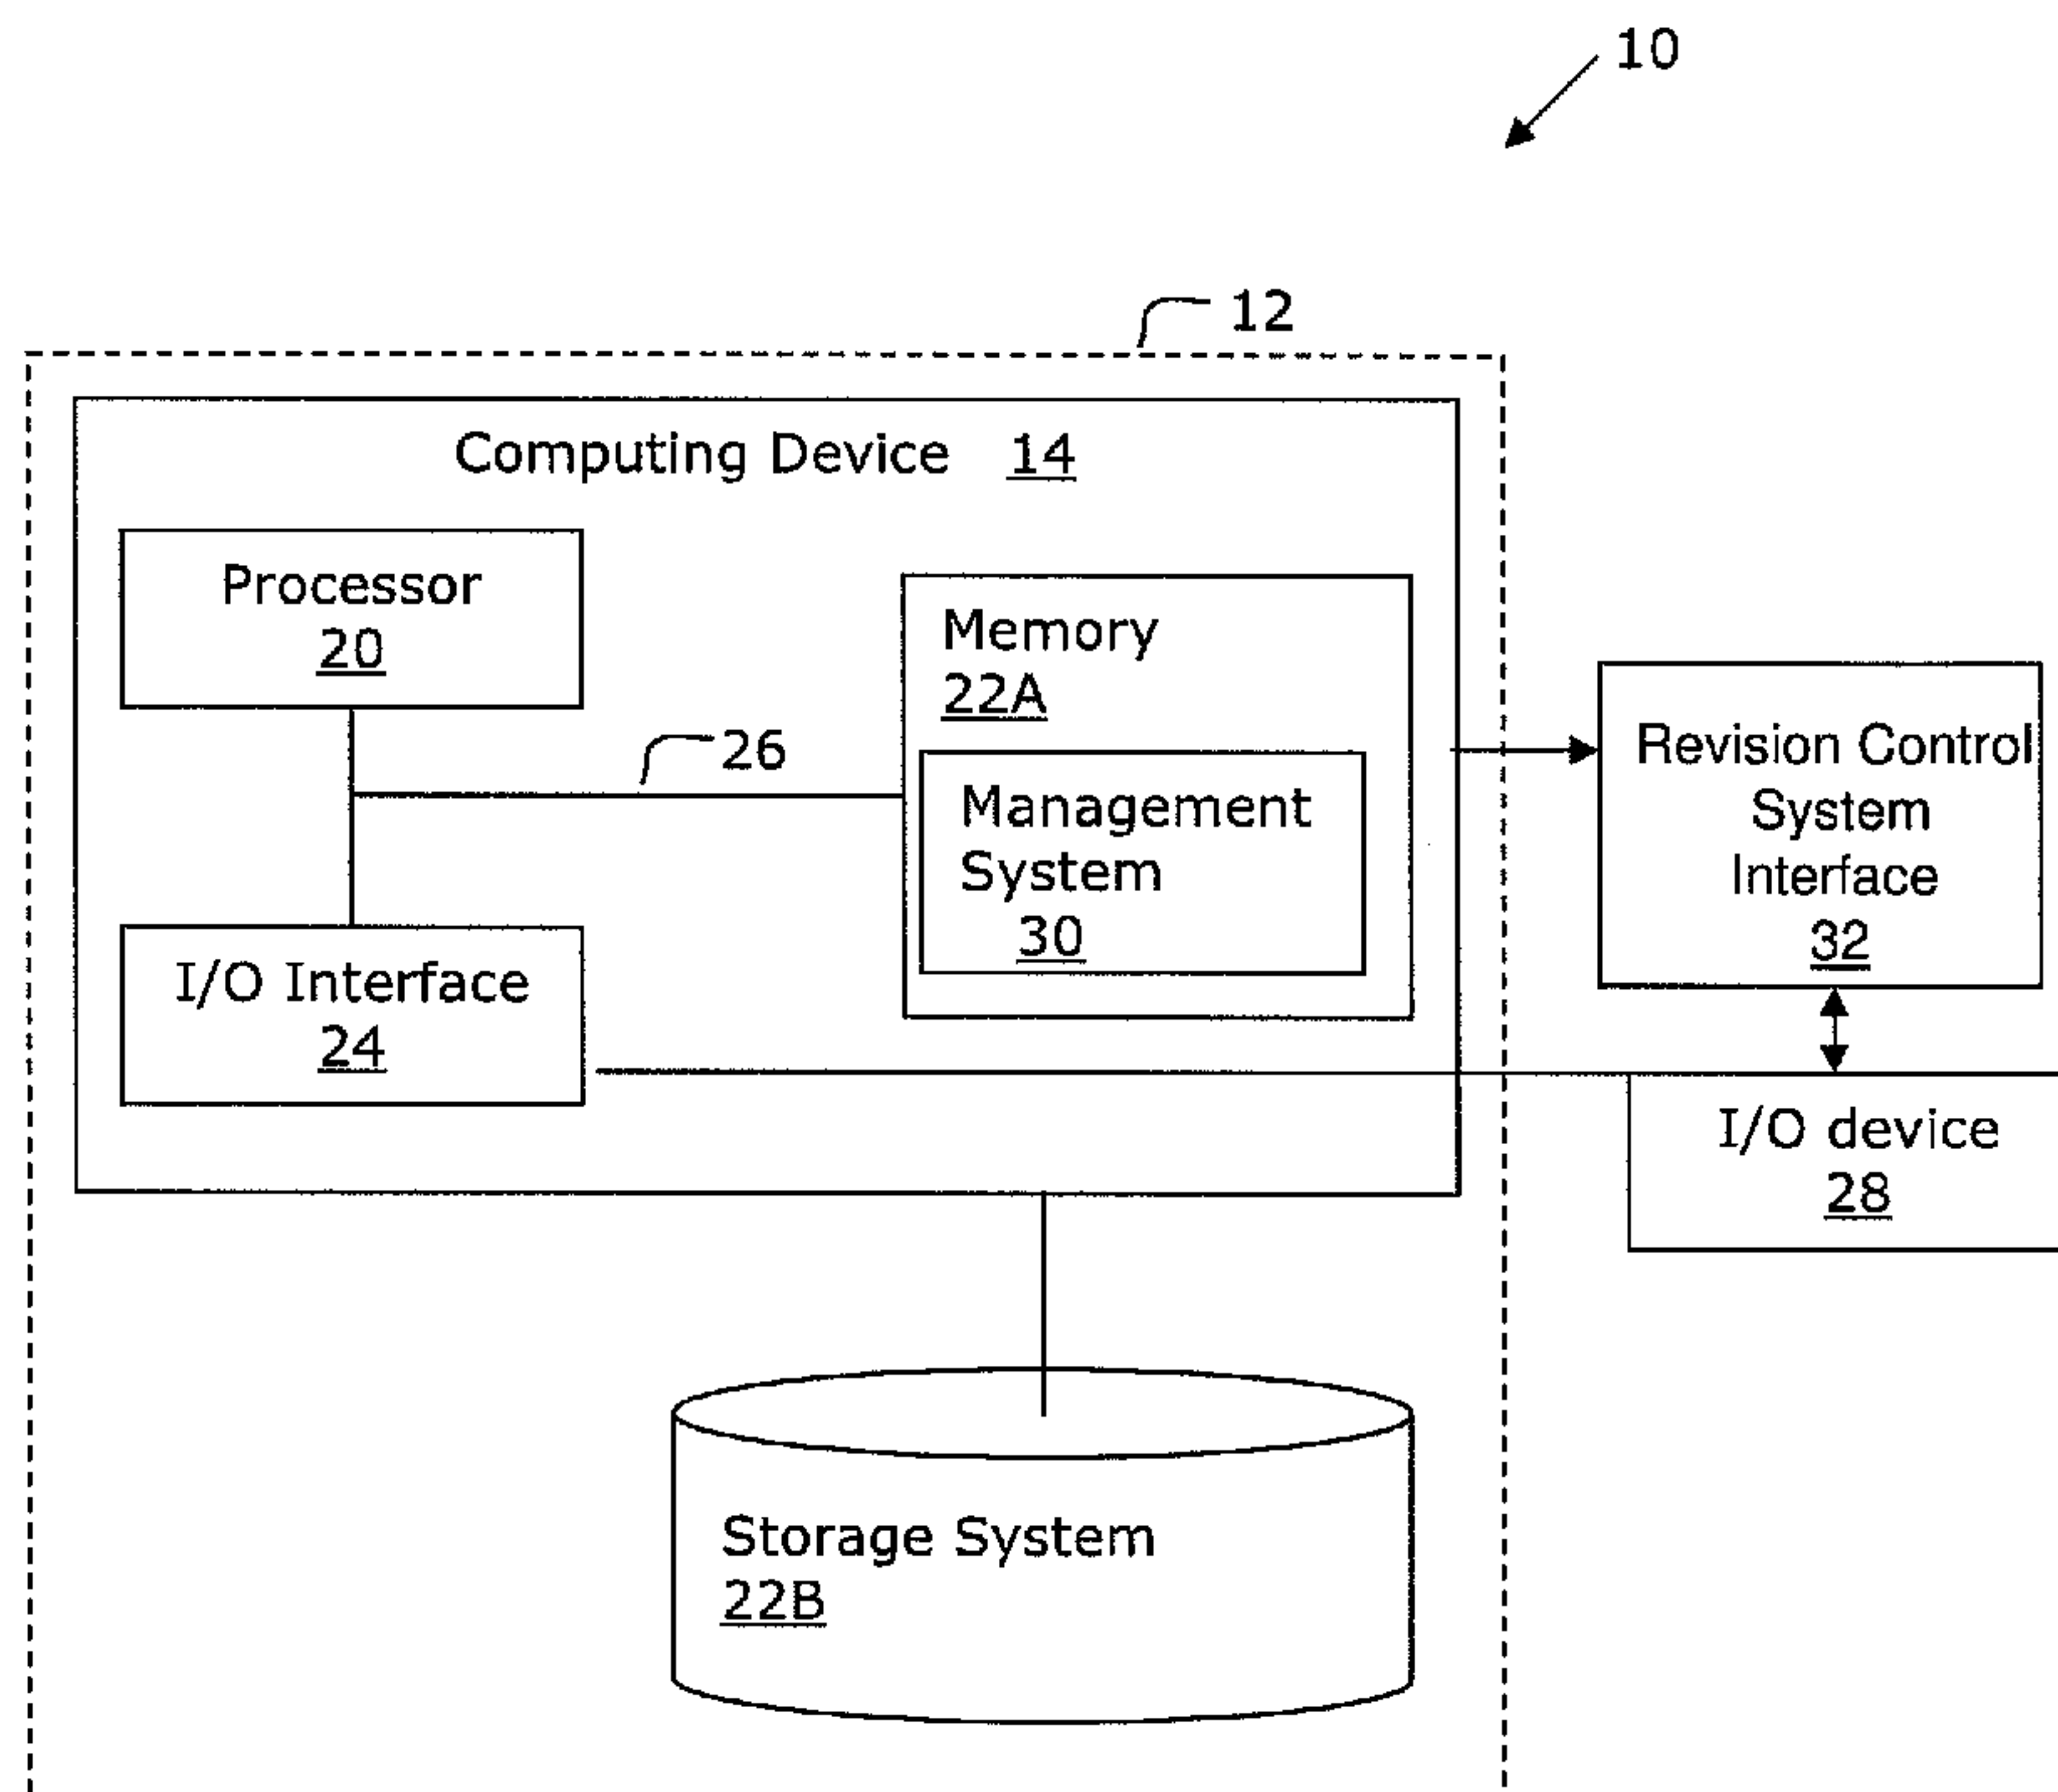 10
12
Computing Device 14
Processor
20
Memory
22A
26
Management
System
30
Revision Control
System
Interface
32
I/O Interface
24
I/O device
28
Storage System
22B